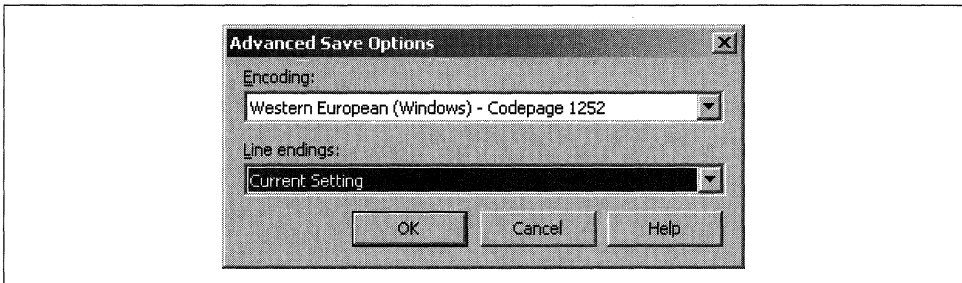 Advanced Save Options
Encoding:
Western European (Windows) - Codepage 1252
Line endings:
Current Setting
OK Cancel Help